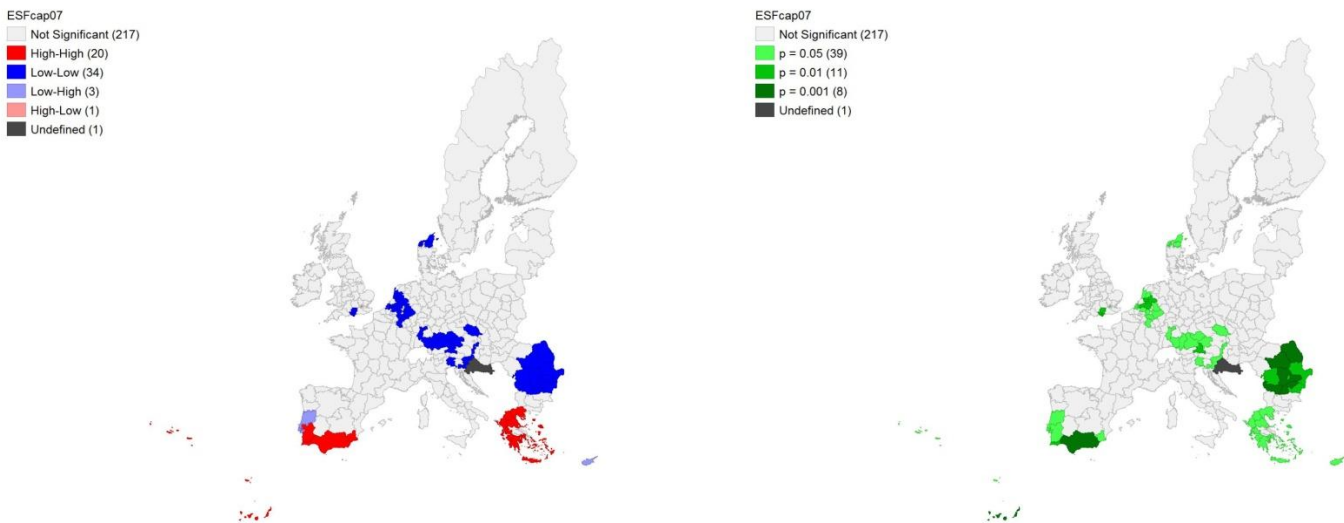 ESFcap07
Not Significant (217)
High-High (20)
Low-Low (34)
Low-High (3)
High-Low (1)
Undefined (1)
ESFcap07
Not Significant (217)
p = 0.05 (39)
p = 0.01 (11)
p = 0.001 (8)
Undefined (1)